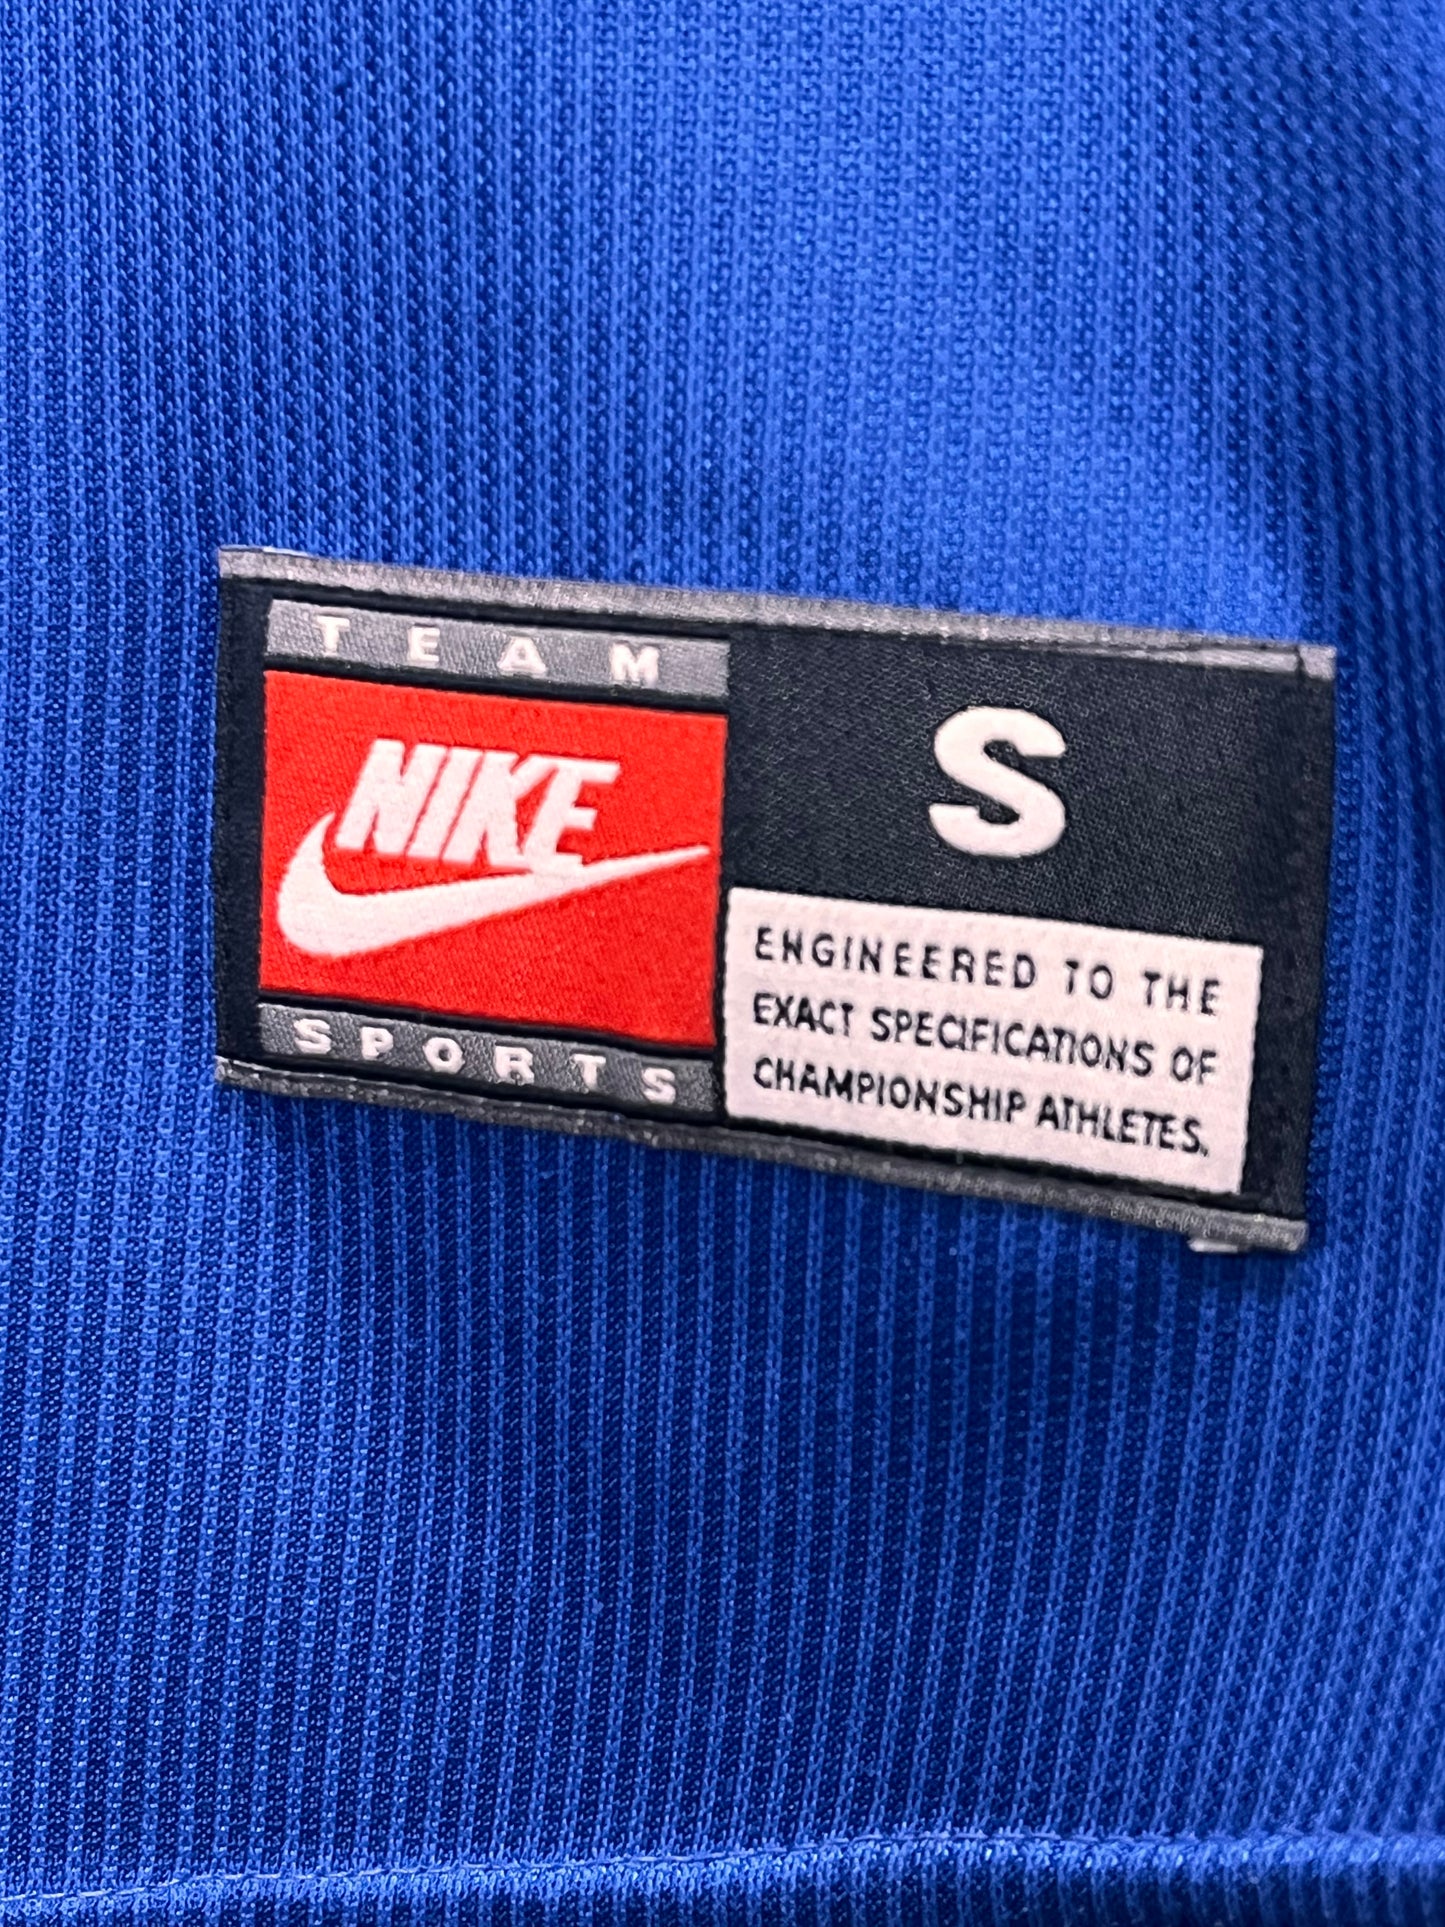 TEAM
NIKE
SPORTS
S
ENGINEERED TO THE
EXACT SPECIFICATIONS OF
CHAMPIONSHIP ATHLETES.